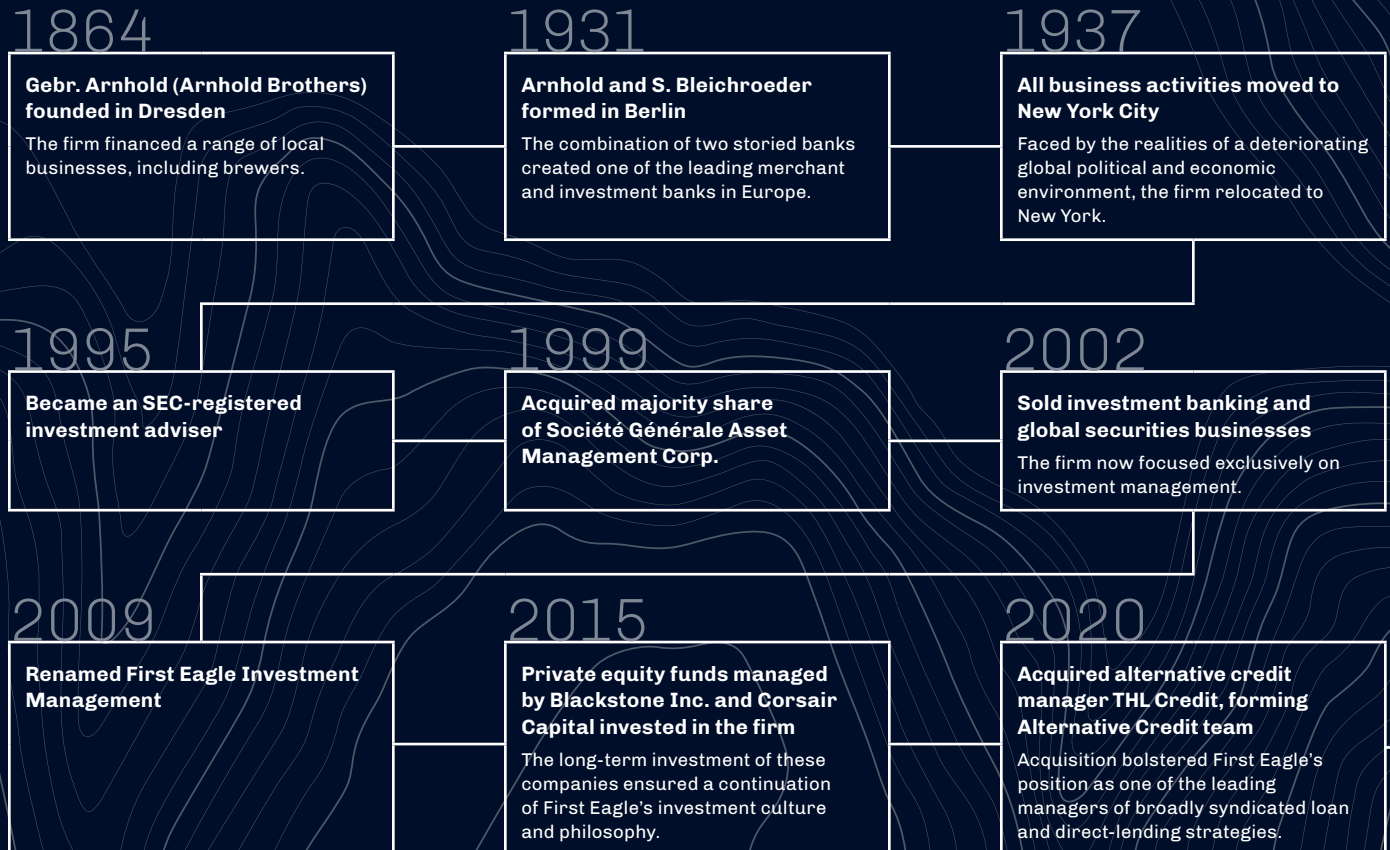 1864
Gebr. Arnhold (Arnhold Brothers)
founded in Dresden
The firm financed a range of local
businesses, including brewers.
1931
Arnhold and S. Bleichroeder
formed in Berlin
The combination of two storied banks
created one of the leading merchant
and investment banks in Europe.
1937
All business activities moved to
New York City
Faced by the realities of a deteriorating
global political and economic
environment, the firm relocated to
New York.
1995
Became an SEC-registered
investment adviser
1999
Acquired majority share
of Société Générale Asset
Management Corp.
2002
Sold investment banking and
global securities businesses
The firm now focused exclusively on
investment management.
2009
Renamed First Eagle Investment
Management
2015
Private equity funds managed
by Blackstone Inc. and Corsair
Capital invested in the firm
The long-term investment of these
companies ensured a continuation
of First Eagle’s investment culture
and philosophy.
2020
Acquired alternative credit
manager THL Credit, forming
Alternative Credit team
Acquisition bolstered First Eagle’s
position as one of the leading
managers of broadly syndicated loan
and direct-lending strategies.